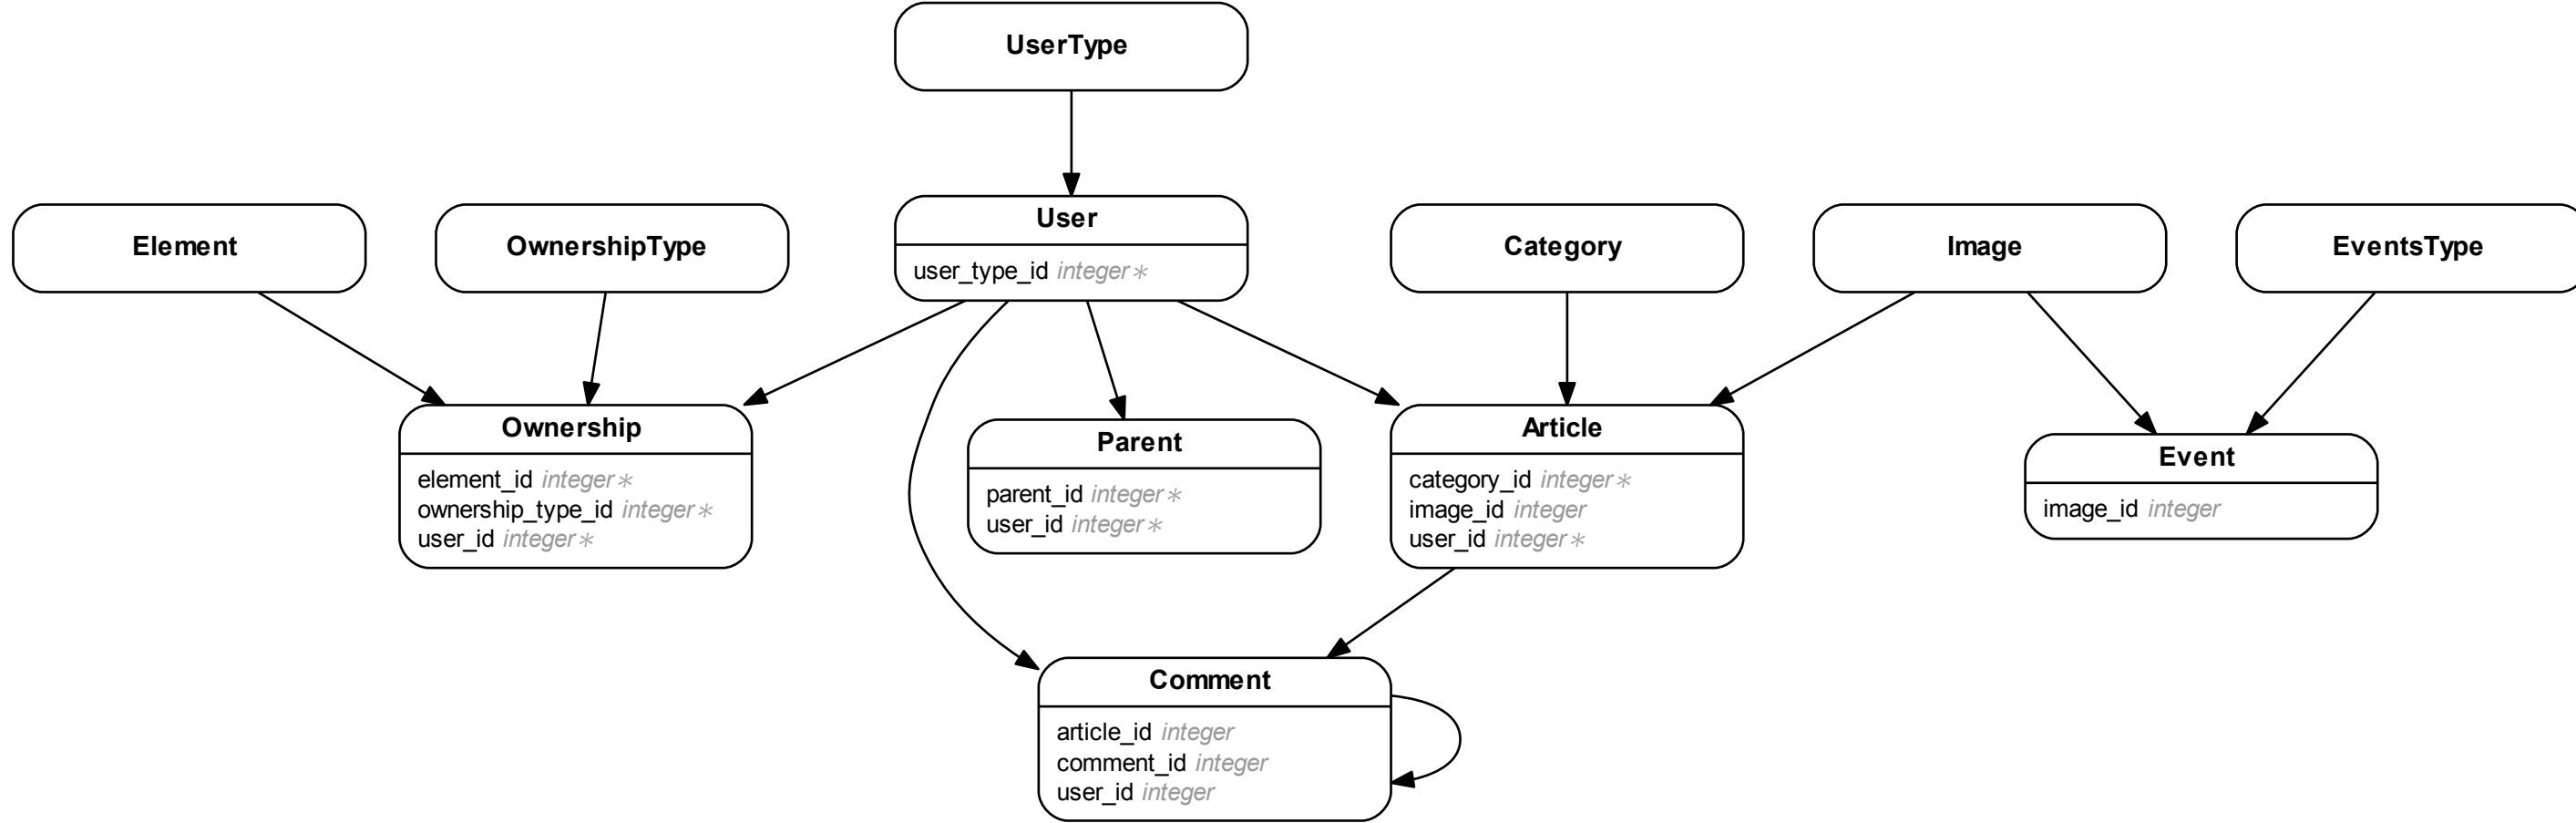 UserType
User
user_type_id integer*
Element
OwnershipType
Category
Image
EventsType
Ownership
element_id integer*
ownership_type_id integer*
user_id integer*
Parent
parent_id integer*
user_id integer*
Article
category_id integer*
image_id integer
user_id integer*
Event
image_id integer
Comment
article_id integer
comment_id integer
user_id integer